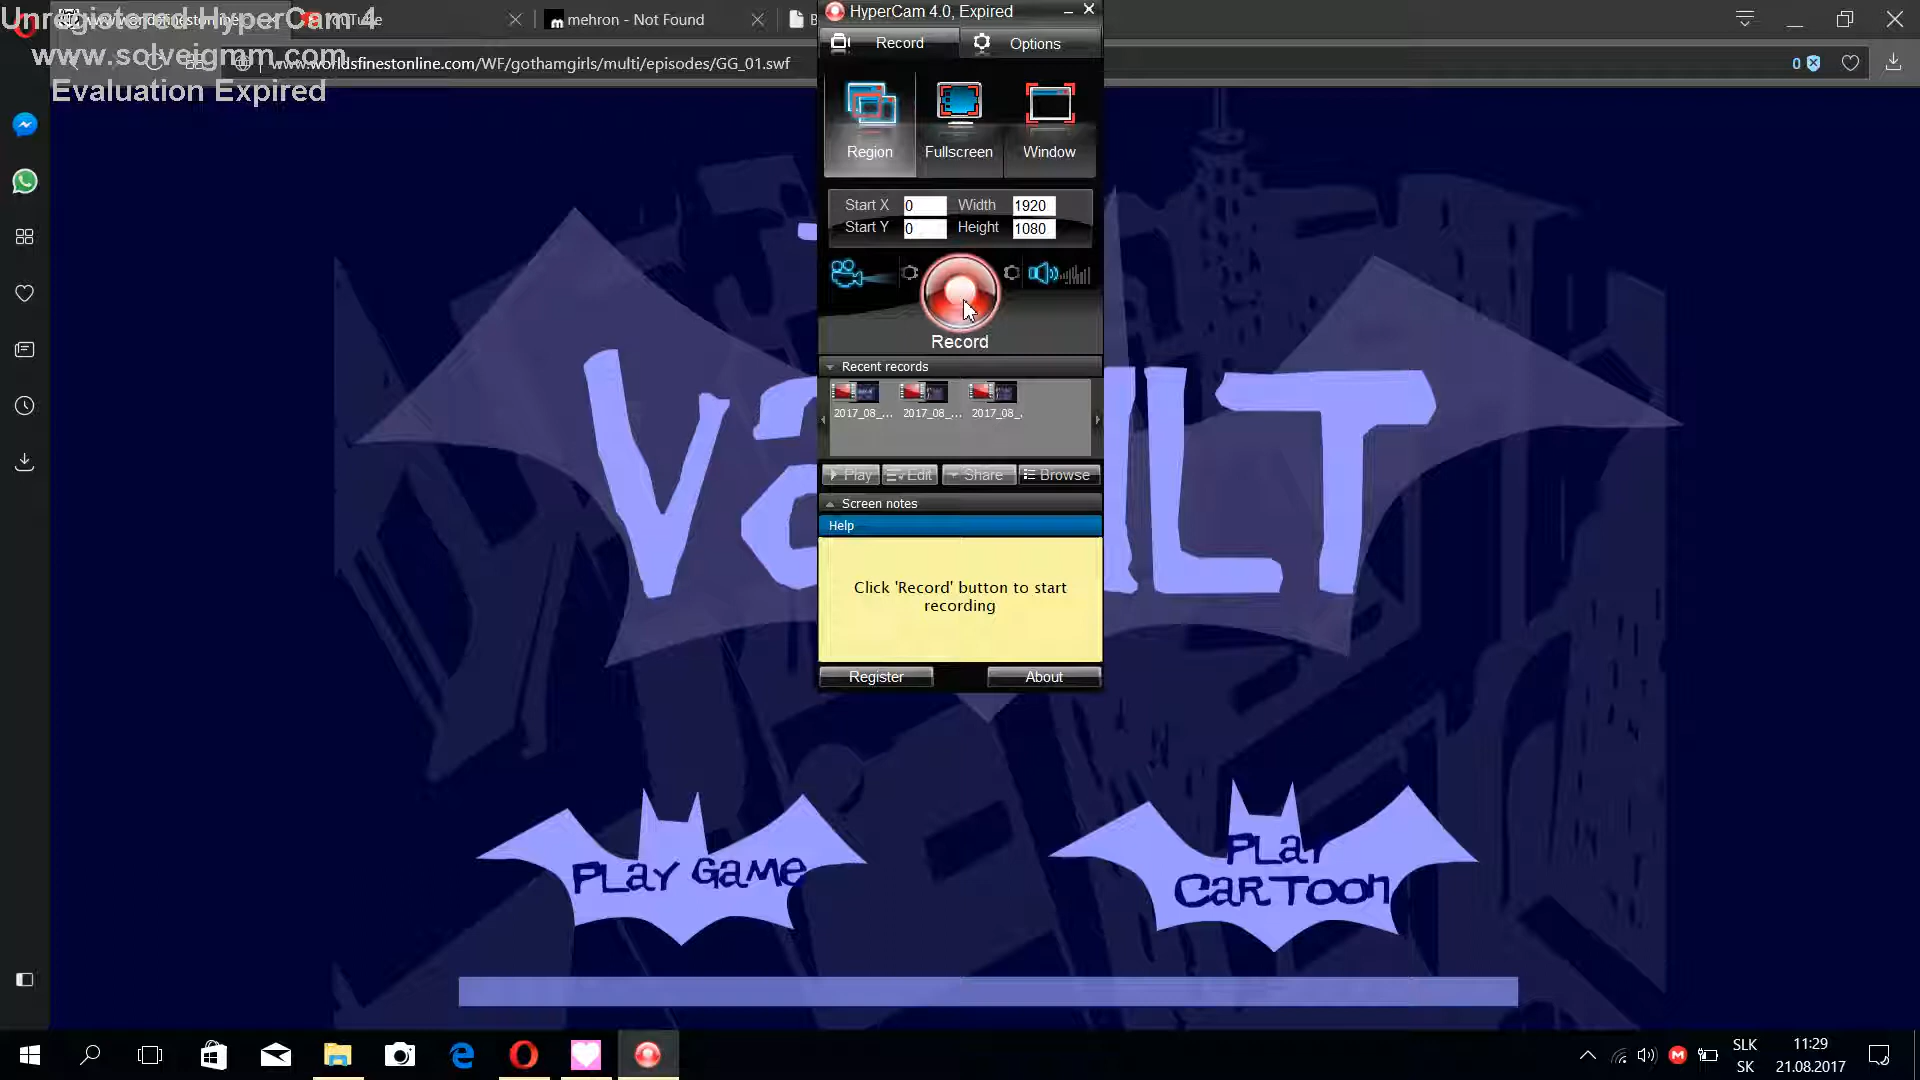 Unregistered HyperCam 4
www.solveigmm.com
Evaluation Expired
mehron - Not Found
www.worldsfinestonline.com/WF/gothamgirls/multi/episodes/GG_01.swf
0
HyperCam 4.0, Expired
Record
Options
Region
Fullscreen
Window
Start X 0 Width 1920
Start Y 0 Height 1080
Record
Recent records
2017_08_...
2017_08_...
2017_08_.
Play
Edit
Share
Browse
Screen notes
Help
Click 'Record' button to start
recording
Register
About
PLay Game
PLay
CarToon
SLK
SK
11:29
21.08.2017